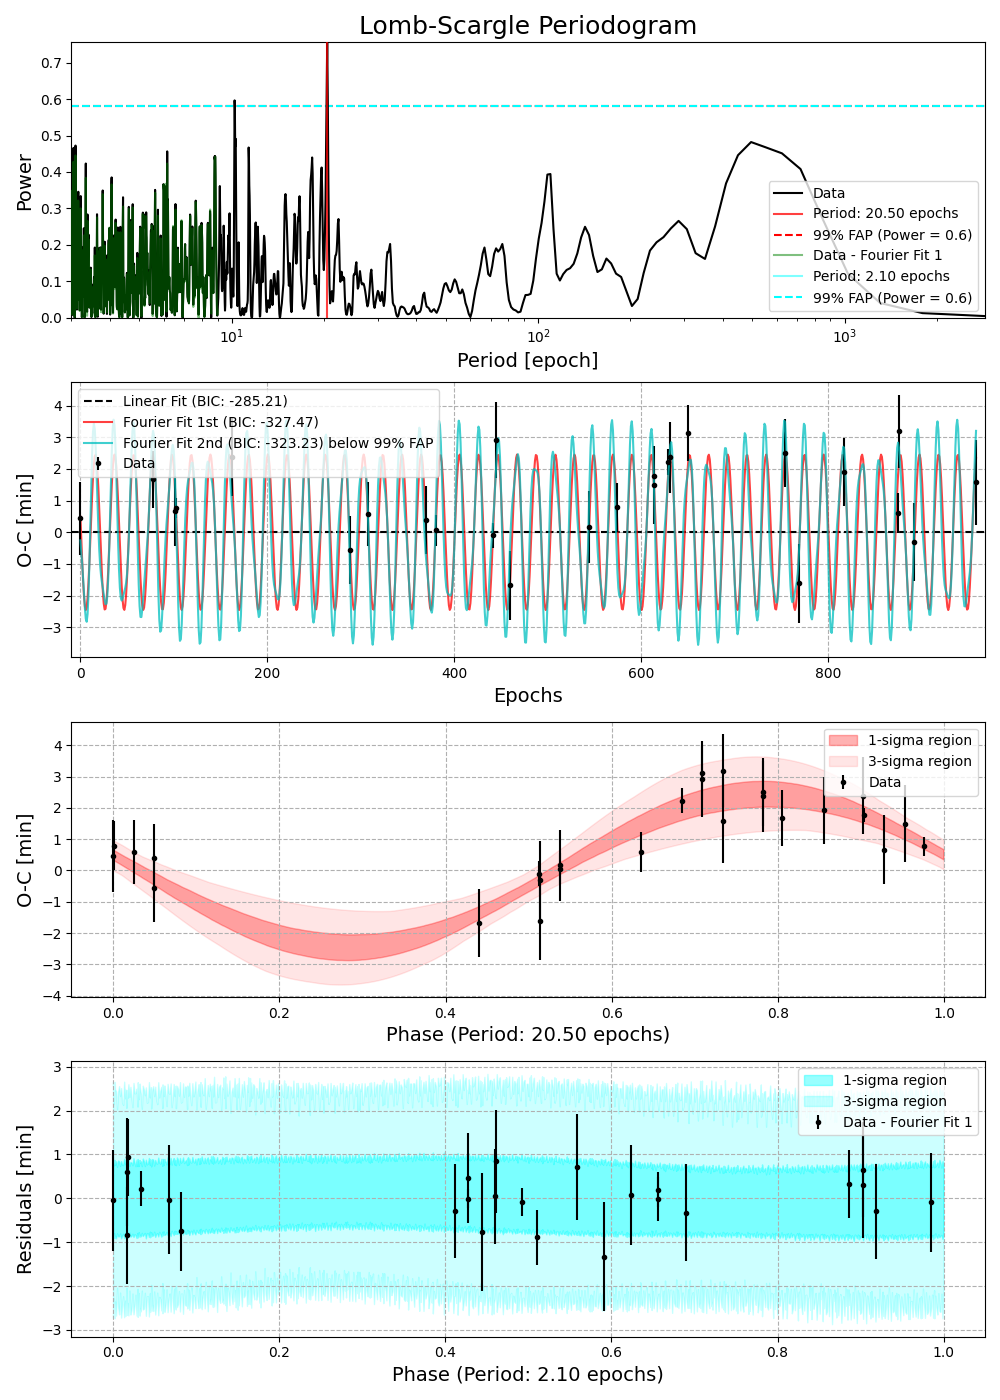 Lomb-Scargle Periodogram
Power
0.7
0.6
0.5
0.4
0.3
0.2
0.1
0.0
Data
Period: 20.50 epochs
99% FAP (Power = 0.6)
Data - Fourier Fit 1
Period: 2.10 epochs
99% FAP (Power = 0.6)
10¹
10²
10³
Period [epoch]
O-C [min]
4
3
2
1
0
−1
−2
−3
Linear Fit (BIC: -285.21)
Fourier Fit 1st (BIC: -327.47)
Fourier Fit 2nd (BIC: -323.23) below 99% FAP
Data
0
200
400
600
800
Epochs
O-C [min]
4
3
2
1
0
−1
−2
−3
−4
1-sigma region
3-sigma region
Data
0.0
0.2
0.4
0.6
0.8
1.0
Phase (Period: 20.50 epochs)
Residuals [min]
3
2
1
0
−1
−2
−3
1-sigma region
3-sigma region
Data - Fourier Fit 1
0.0
0.2
0.4
0.6
0.8
1.0
Phase (Period: 2.10 epochs)